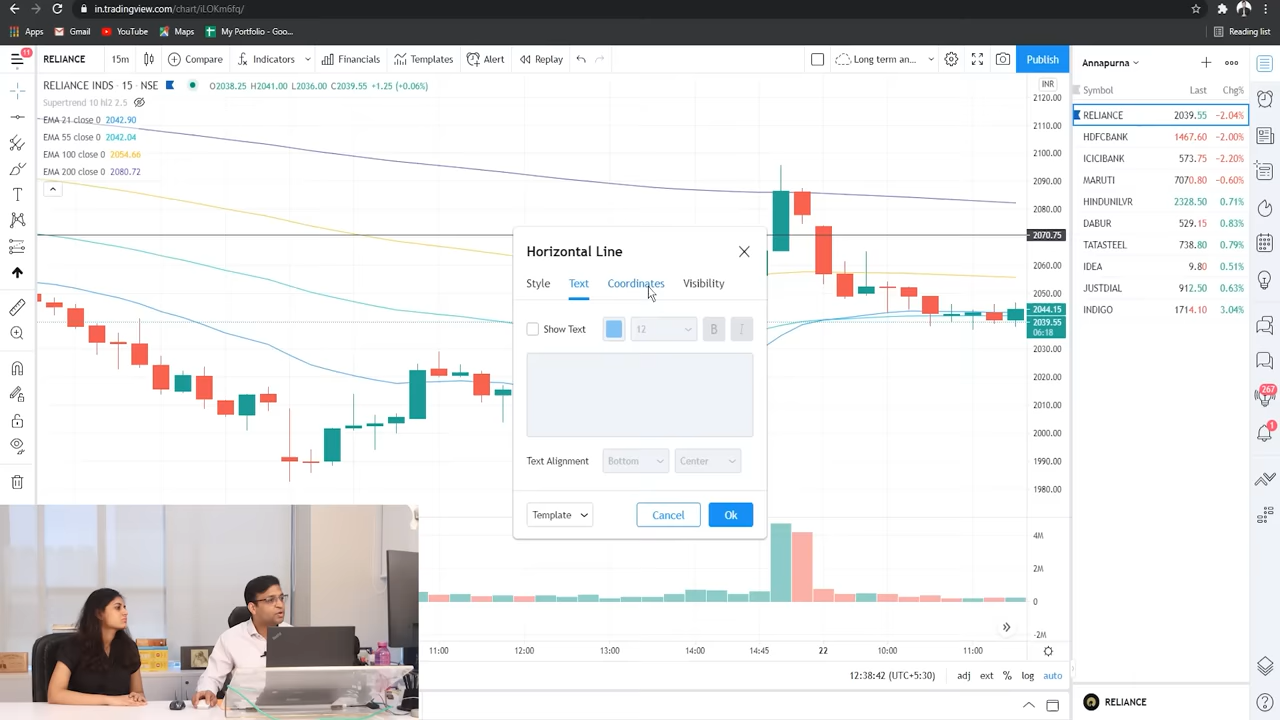 in.tradingview.com/chart/iLOKm6fq/
Apps Gmail YouTube Maps My Portfolio - Goo... Reading list
11
RELIANCE 15m Compare Indicators Financials Templates Alert Replay Long term an... Publish
Annapurna
RELIANCE INDS · 15 · NSE O2038.25 H2041.00 L2036.00 C2039.55 +1.25 (+0.06%)
Supertrend 10 hl2 2.5
EMA 21 close 0 2042.90
EMA 55 close 0 2042.04
EMA 100 close 0 2054.66
EMA 200 close 0 2080.72
INR
2120.00
2110.00
2100.00
2090.00
2080.00
2070.75
2060.00
2050.00
2044.15
2039.55
06:18
2030.00
2020.00
2010.00
2000.00
1990.00
1980.00
4M
2M
0
-2M
Horizontal Line
Style Text Coordinates Visibility
Show Text 12 B I
Text Alignment Bottom Center
Template Cancel Ok
11:00 12:00 13:00 14:00 14:45 22 10:00 11:00
12:38:42 (UTC+5:30) adj ext % log auto
Symbol Last Chg%
RELIANCE 2039.55 −2.04%
HDFCBANK 1467.60 −2.00%
ICICIBANK 573.75 −2.20%
MARUTI 7070.80 −0.60%
HINDUNILVR 2328.50 0.71%
DABUR 529.15 0.83%
TATASTEEL 738.80 0.79%
IDEA 9.80 0.51%
JUSTDIAL 912.50 0.63%
INDIGO 1714.10 3.04%
267
1
RELIANCE